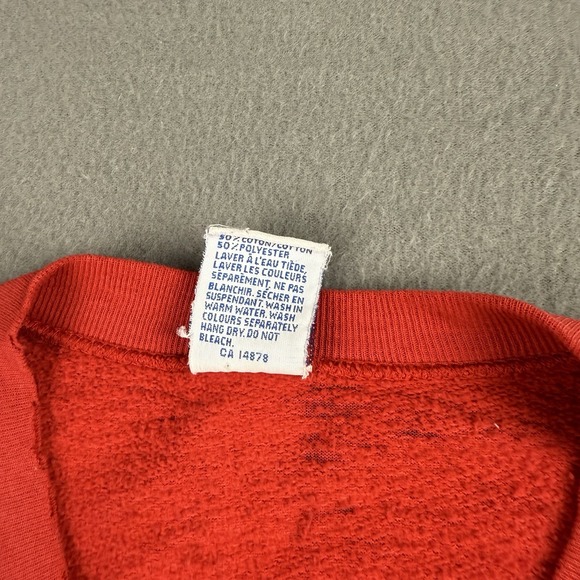 50% COTON/COTTON
50% POLYESTER
LAVER À L'EAU TIÈDE,
LAVER LES COULEURS
SÉPARÉMENT. NE PAS
BLANCHIR. SÉCHER EN
SUSPENDANT. WASH IN
WARM WATER. WASH
COLOURS SEPARATELY
HANG DRY. DO NOT
BLEACH.
CA 14878